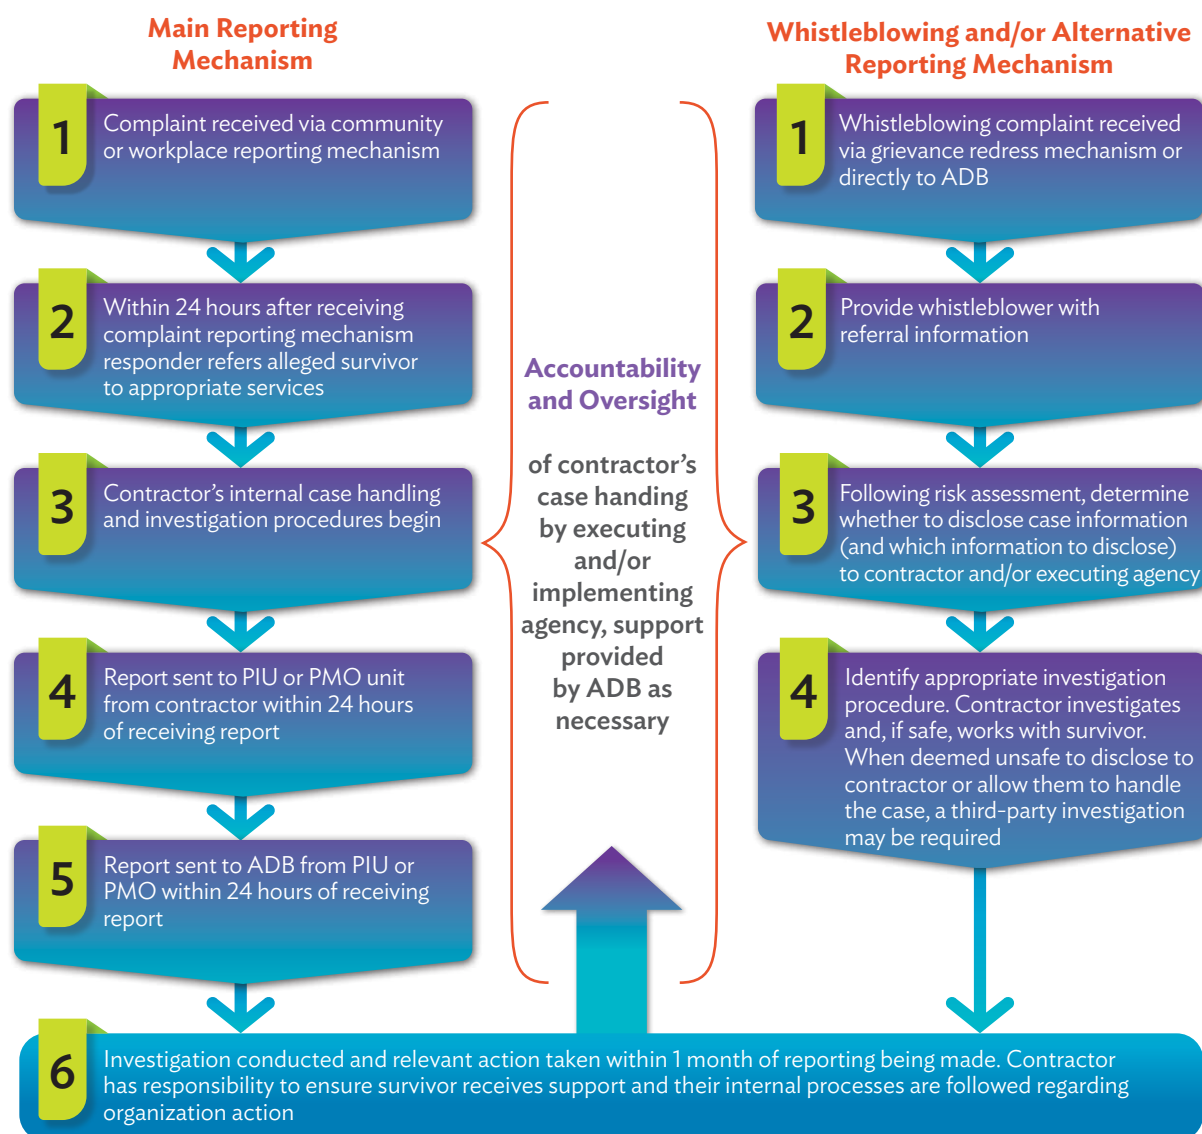 Main Reporting
Mechanism
1
Complaint received via community
or workplace reporting mechanism
2
Within 24 hours after receiving
complaint reporting mechanism
responder refers alleged survivor
to appropriate services
3
Contractor's internal case handling
and investigation procedures begin
4
Report sent to PIU or PMO unit
from contractor within 24 hours
of receiving report
5
Report sent to ADB from PIU or
PMO within 24 hours of receiving
report
Accountability
and Oversight
of contractor's
case handing
by executing
and/or
implementing
agency, support
provided
by ADB as
necessary
Whistleblowing and/or Alternative
Reporting Mechanism
1
Whistleblowing complaint received
via grievance redress mechanism or
directly to ADB
2
Provide whistleblower with
referral information
3
Following risk assessment, determine
whether to disclose case information
(and which information to disclose)
to contractor and/or executing agency
4
Identify appropriate investigation
procedure. Contractor investigates
and, if safe, works with survivor.
When deemed unsafe to disclose to
contractor or allow them to handle
the case, a third-party investigation
may be required
6
Investigation conducted and relevant action taken within 1 month of reporting being made. Contractor
has responsibility to ensure survivor receives support and their internal processes are followed regarding
organization action